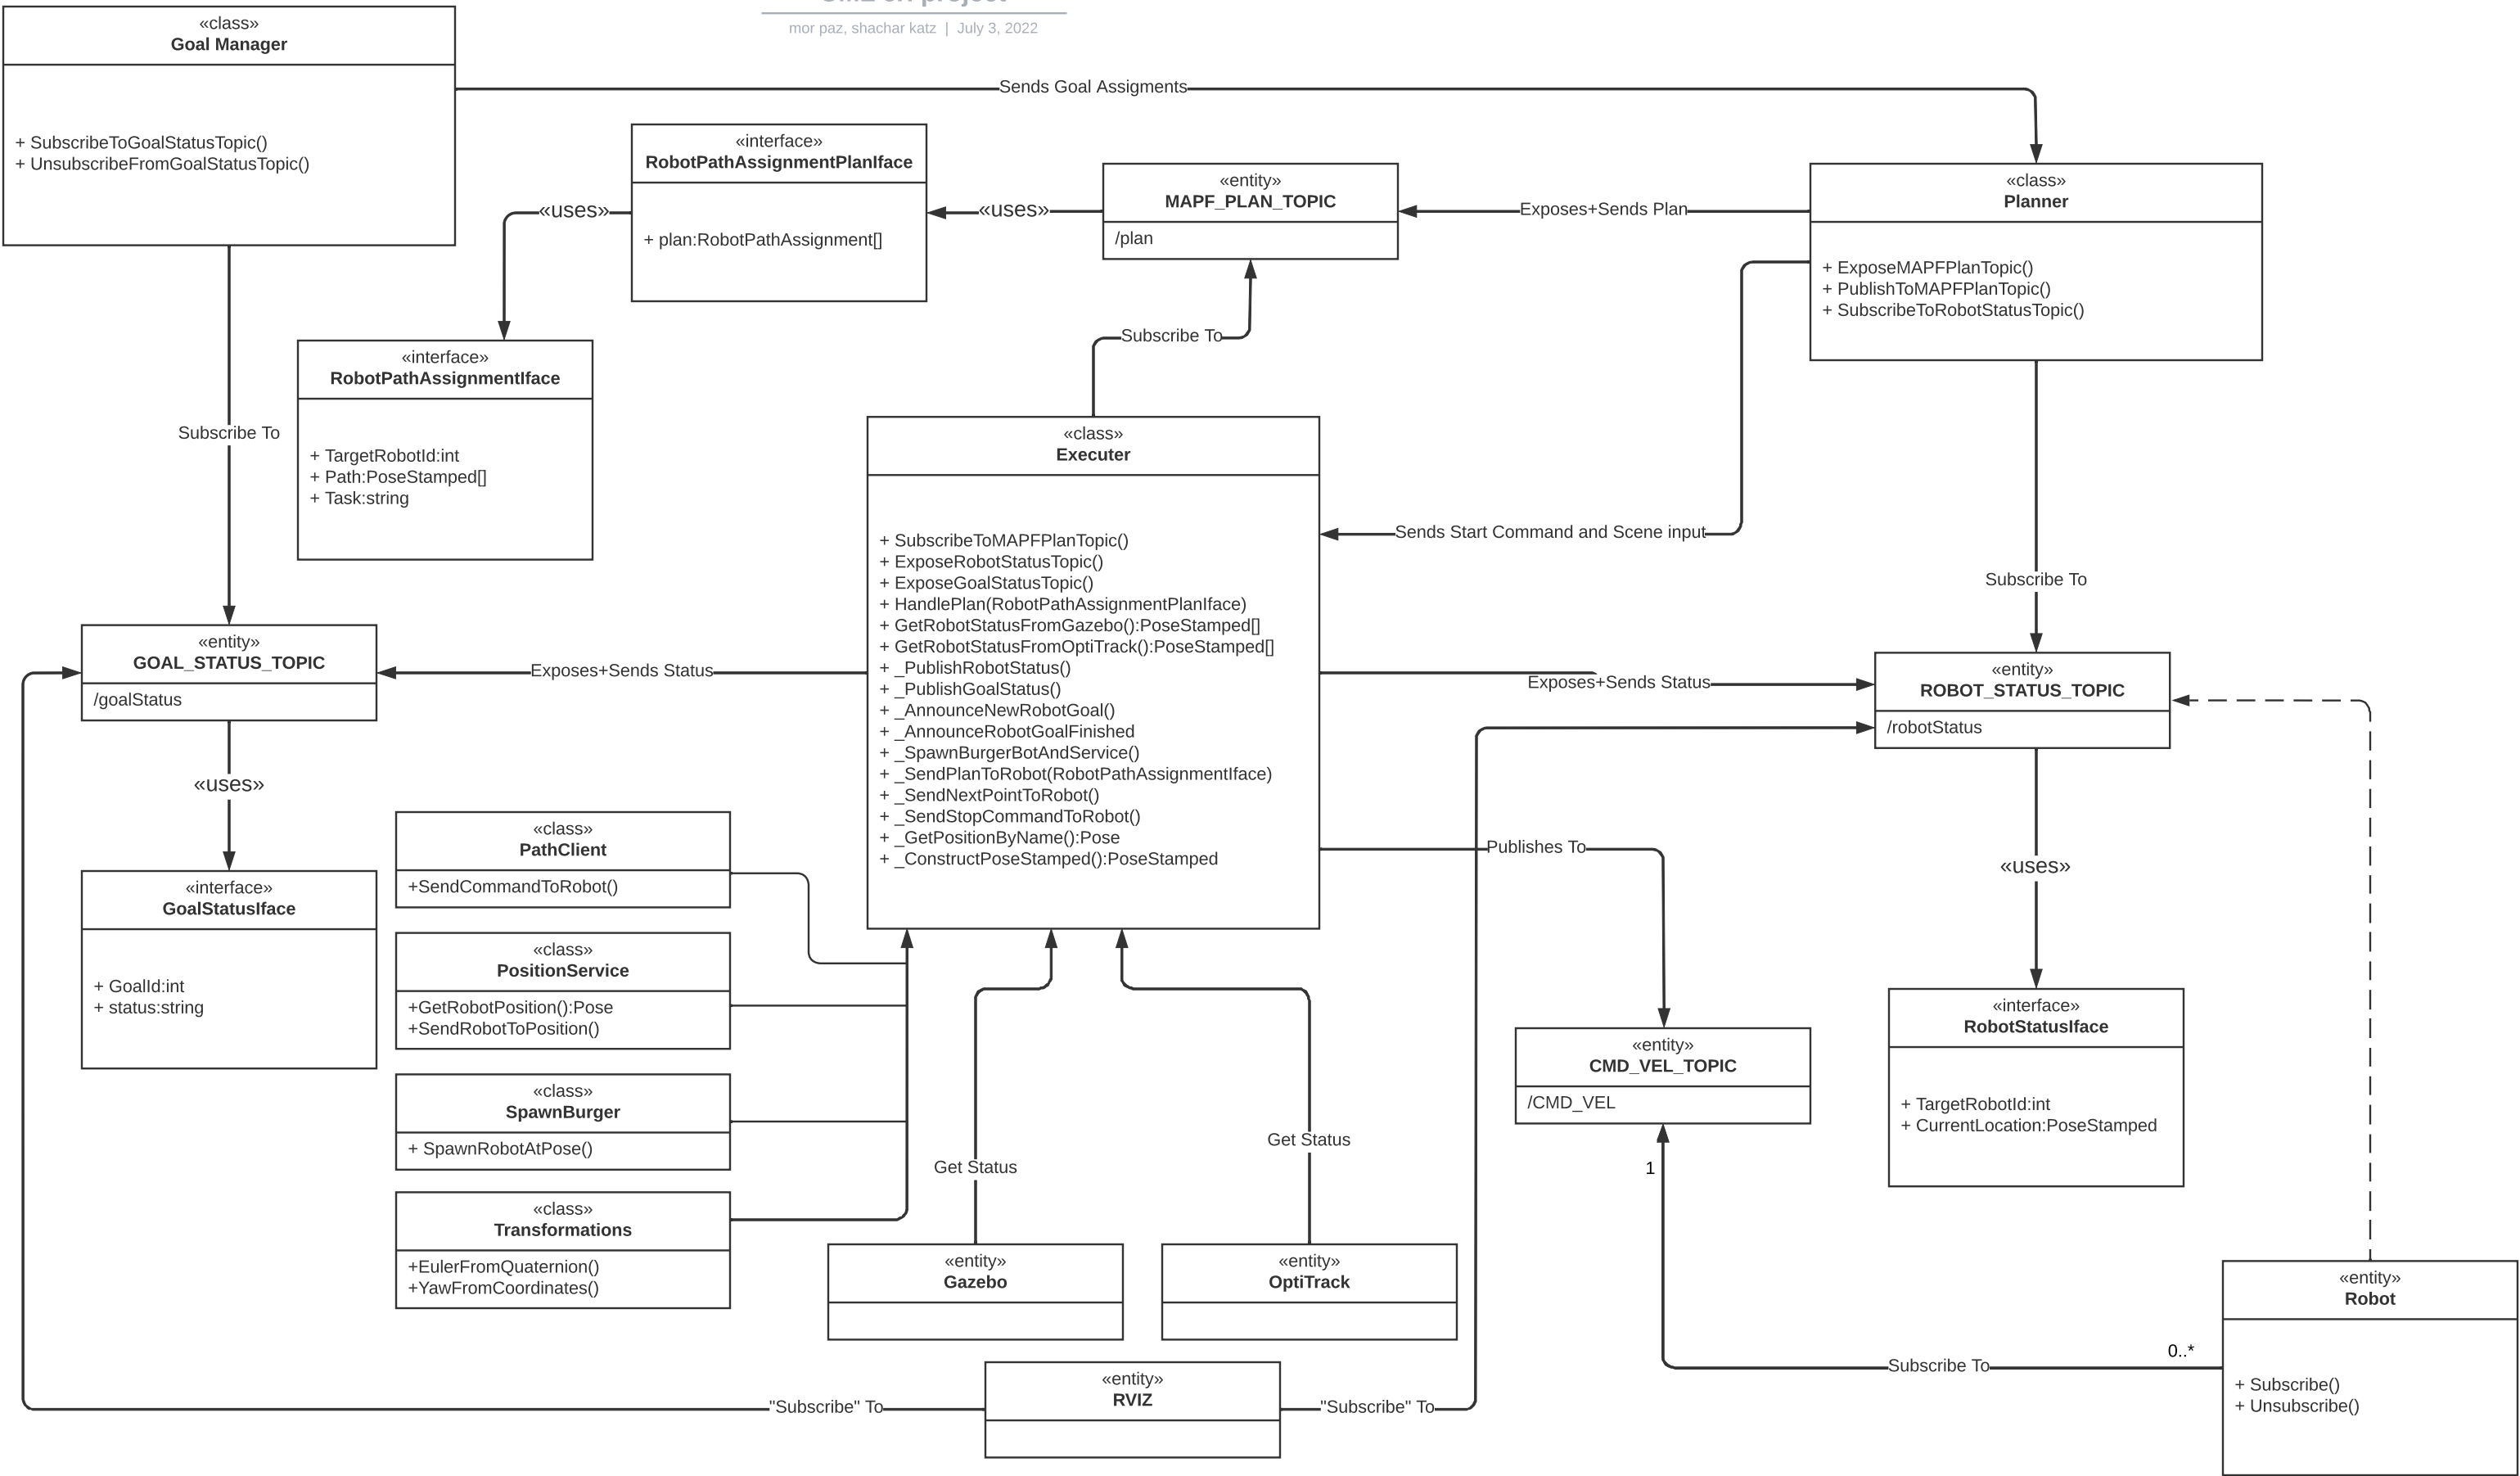 mor paz, shachar katz | July 3, 2022
«class»
Goal Manager
+ SubscribeToGoalStatusTopic()
+ UnsubscribeFromGoalStatusTopic()
Sends Goal Assigments
«interface»
RobotPathAssignmentPlanIface
+ plan:RobotPathAssignment[]
«uses»
«uses»
«entity»
MAPF_PLAN_TOPIC
/plan
Exposes+Sends Plan
«class»
Planner
+ ExposeMAPFPlanTopic()
+ PublishToMAPFPlanTopic()
+ SubscribeToRobotStatusTopic()
«interface»
RobotPathAssignmentIface
+ TargetRobotId:int
+ Path:PoseStamped[]
+ Task:string
Subscribe To
Subscribe To
«class»
Executer
+ SubscribeToMAPFPlanTopic()
+ ExposeRobotStatusTopic()
+ ExposeGoalStatusTopic()
+ HandlePlan(RobotPathAssignmentPlanIface)
+ GetRobotStatusFromGazebo():PoseStamped[]
+ GetRobotStatusFromOptiTrack():PoseStamped[]
+ _PublishRobotStatus()
+ _PublishGoalStatus()
+ _AnnounceNewRobotGoal()
+ _AnnounceRobotGoalFinished
+ _SpawnBurgerBotAndService()
+ _SendPlanToRobot(RobotPathAssignmentIface)
+ _SendNextPointToRobot()
+ _SendStopCommandToRobot()
+ _GetPositionByName():Pose
+ _ConstructPoseStamped():PoseStamped
Sends Start Command and Scene input
Subscribe To
«entity»
GOAL_STATUS_TOPIC
/goalStatus
Exposes+Sends Status
Exposes+Sends Status
«entity»
ROBOT_STATUS_TOPIC
/robotStatus
«uses»
«interface»
GoalStatusIface
+ GoalId:int
+ status:string
«class»
PathClient
+SendCommandToRobot()
«class»
PositionService
+GetRobotPosition():Pose
+SendRobotToPosition()
«class»
SpawnBurger
+ SpawnRobotAtPose()
«class»
Transformations
+EulerFromQuaternion()
+YawFromCoordinates()
Publishes To
«uses»
«entity»
CMD_VEL_TOPIC
/CMD_VEL
1
«interface»
RobotStatusIface
+ TargetRobotId:int
+ CurrentLocation:PoseStamped
Get Status
Get Status
«entity»
Gazebo
«entity»
OptiTrack
«entity»
Robot
+ Subscribe()
+ Unsubscribe()
0..*
Subscribe To
"Subscribe" To
«entity»
RVIZ
"Subscribe" To